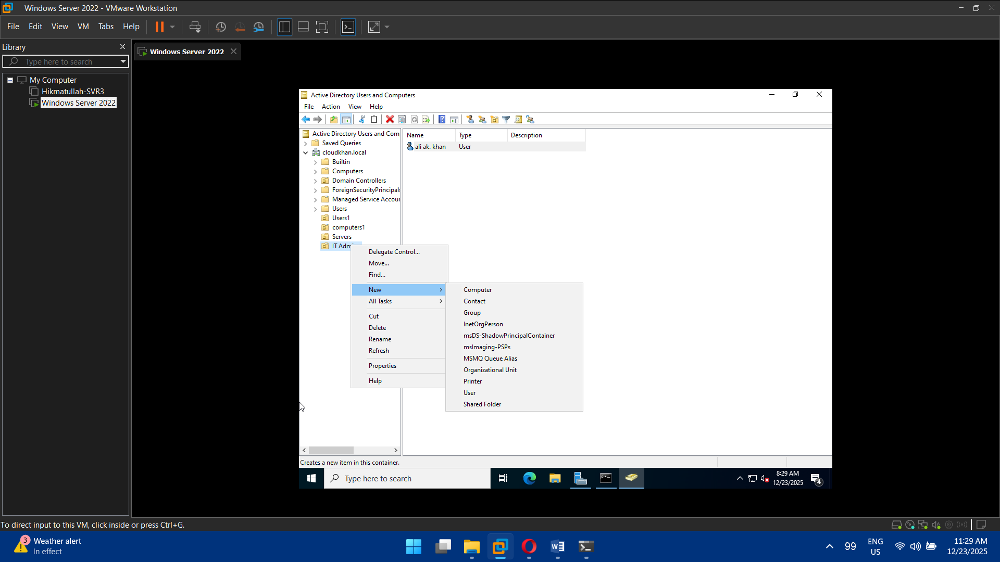 Windows Server 2022 - VMware Workstation
File Edit View VM Tabs Help
Library
Type here to search
My Computer
Hikmatullah-SVR3
Windows Server 2022
Windows Server 2022
Active Directory Users and Computers
File Action View Help
Active Directory Users and Com
Saved Queries
cloudkhan.local
Builtin
Computers
Domain Controllers
ForeignSecurityPrincipals
Managed Service Accour
Users
Users1
computers1
Servers
IT Adm
Name Type Description
ali ak. khan User
Delegate Control...
Move...
Find...
New
All Tasks
Cut
Delete
Rename
Refresh
Properties
Help
Computer
Contact
Group
InetOrgPerson
msDS-ShadowPrincipalContainer
msImaging-PSPs
MSMQ Queue Alias
Organizational Unit
Printer
User
Shared Folder
Creates a new item in this container.
Type here to search
8:29 AM
12/23/2025
4
To direct input to this VM, click inside or press Ctrl+G.
3
Weather alert
In effect
99
ENG
US
11:29 AM
12/23/2025